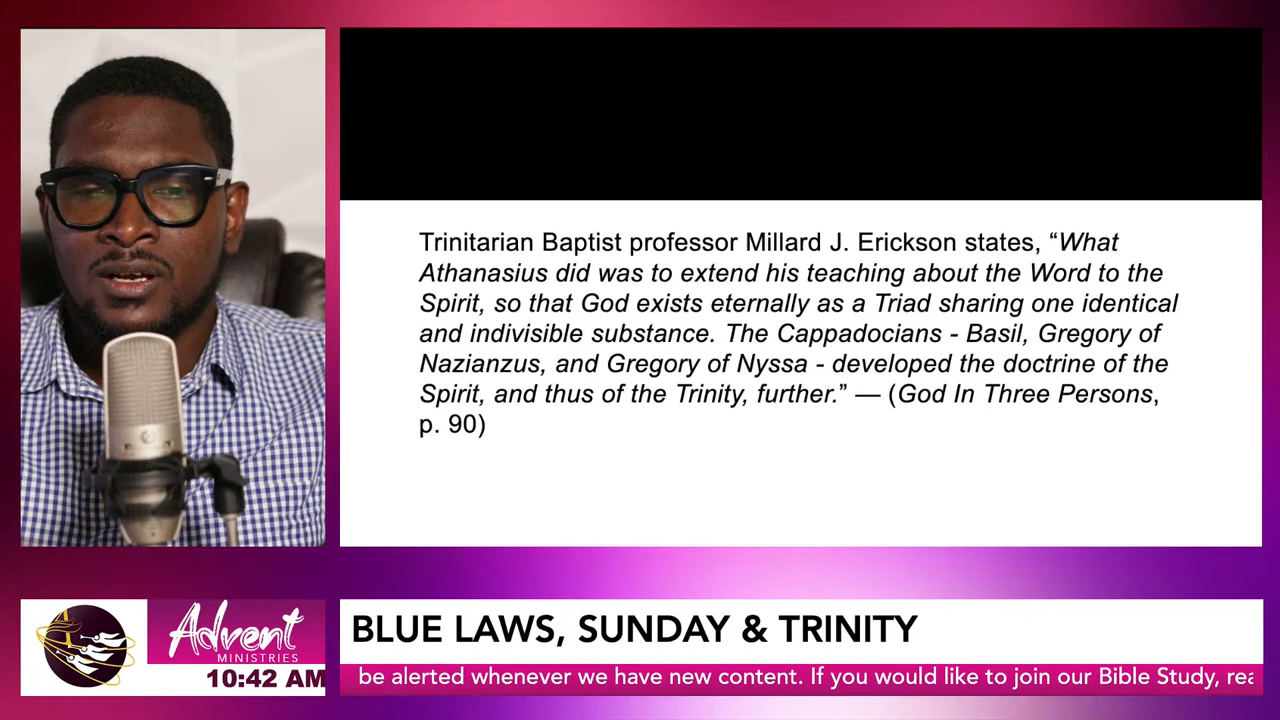 Trinitarian Baptist professor Millard J. Erickson states, “What
Athanasius did was to extend his teaching about the Word to the
Spirit, so that God exists eternally as a Triad sharing one identical
and indivisible substance. The Cappadocians - Basil, Gregory of
Nazianzus, and Gregory of Nyssa - developed the doctrine of the
Spirit, and thus of the Trinity, further.” — (God In Three Persons,
p. 90)
Advent
MINISTRIES
10:42 AM
BLUE LAWS, SUNDAY & TRINITY
be alerted whenever we have new content. If you would like to join our Bible Study,